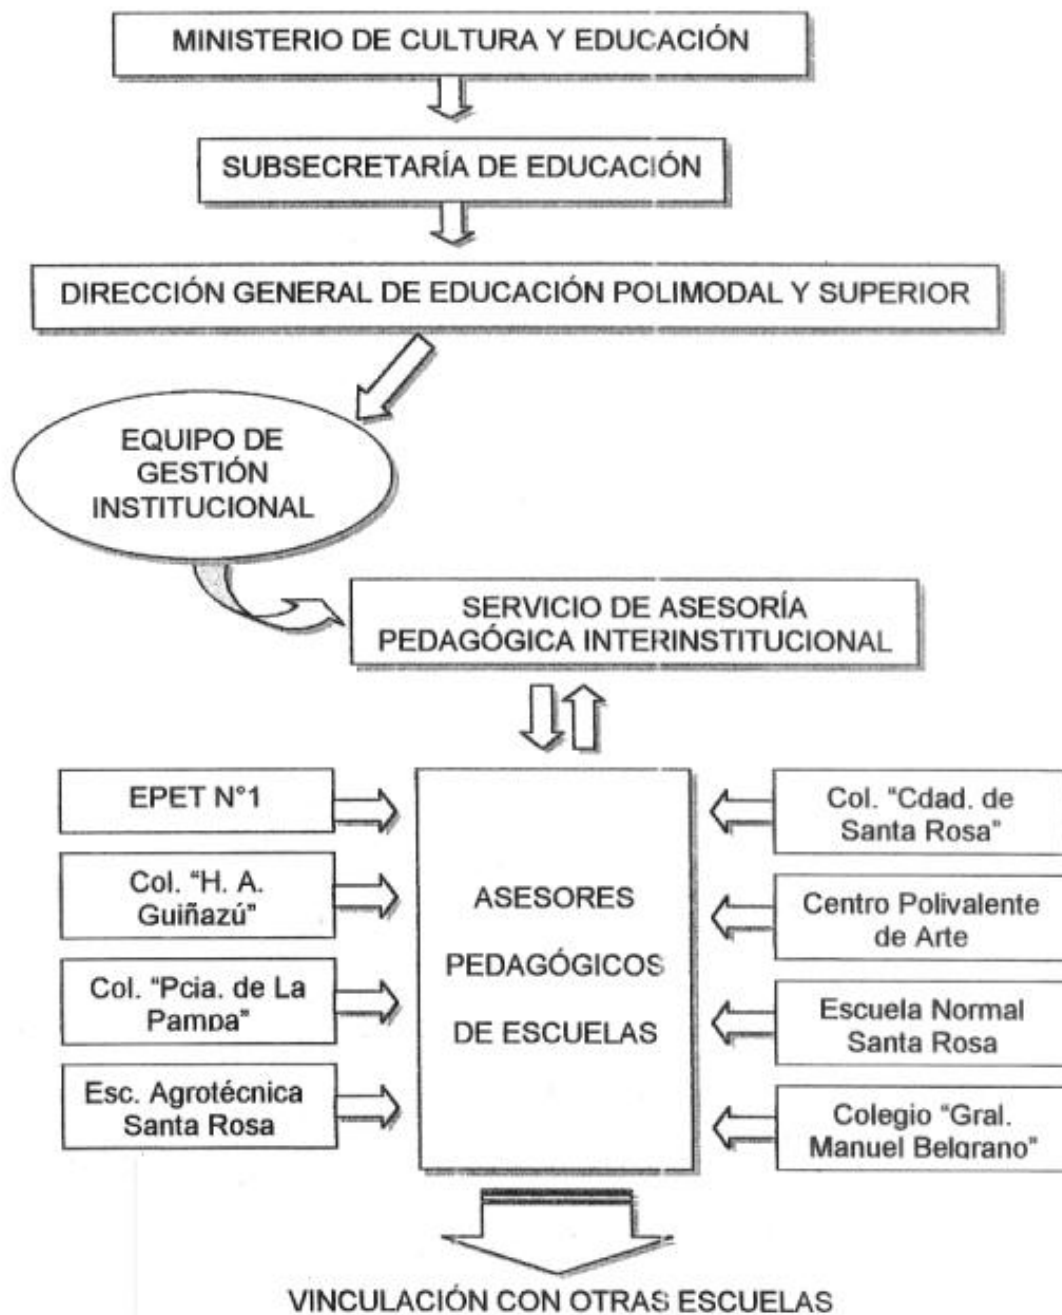 MINISTERIO DE CULTURA Y EDUCACIÓN
SUBSECRETARÍA DE EDUCACIÓN
DIRECCIÓN GENERAL DE EDUCACIÓN POLIMODAL Y SUPERIOR
EQUIPO DE
GESTIÓN
INSTITUCIONAL
SERVICIO DE ASESORÍA
PEDAGÓGICA INTERINSTITUCIONAL
EPET N°1
Col. "H. A.
Guiñazú"
Col. "Pcia. de La
Pampa"
Esc. Agrotécnica
Santa Rosa
ASESORES
PEDAGÓGICOS
DE ESCUELAS
Col. "Cdad. de
Santa Rosa"
Centro Polivalente
de Arte
Escuela Normal
Santa Rosa
Colegio "Gral.
Manuel Belgrano"
VINCULACIÓN CON OTRAS ESCUELAS